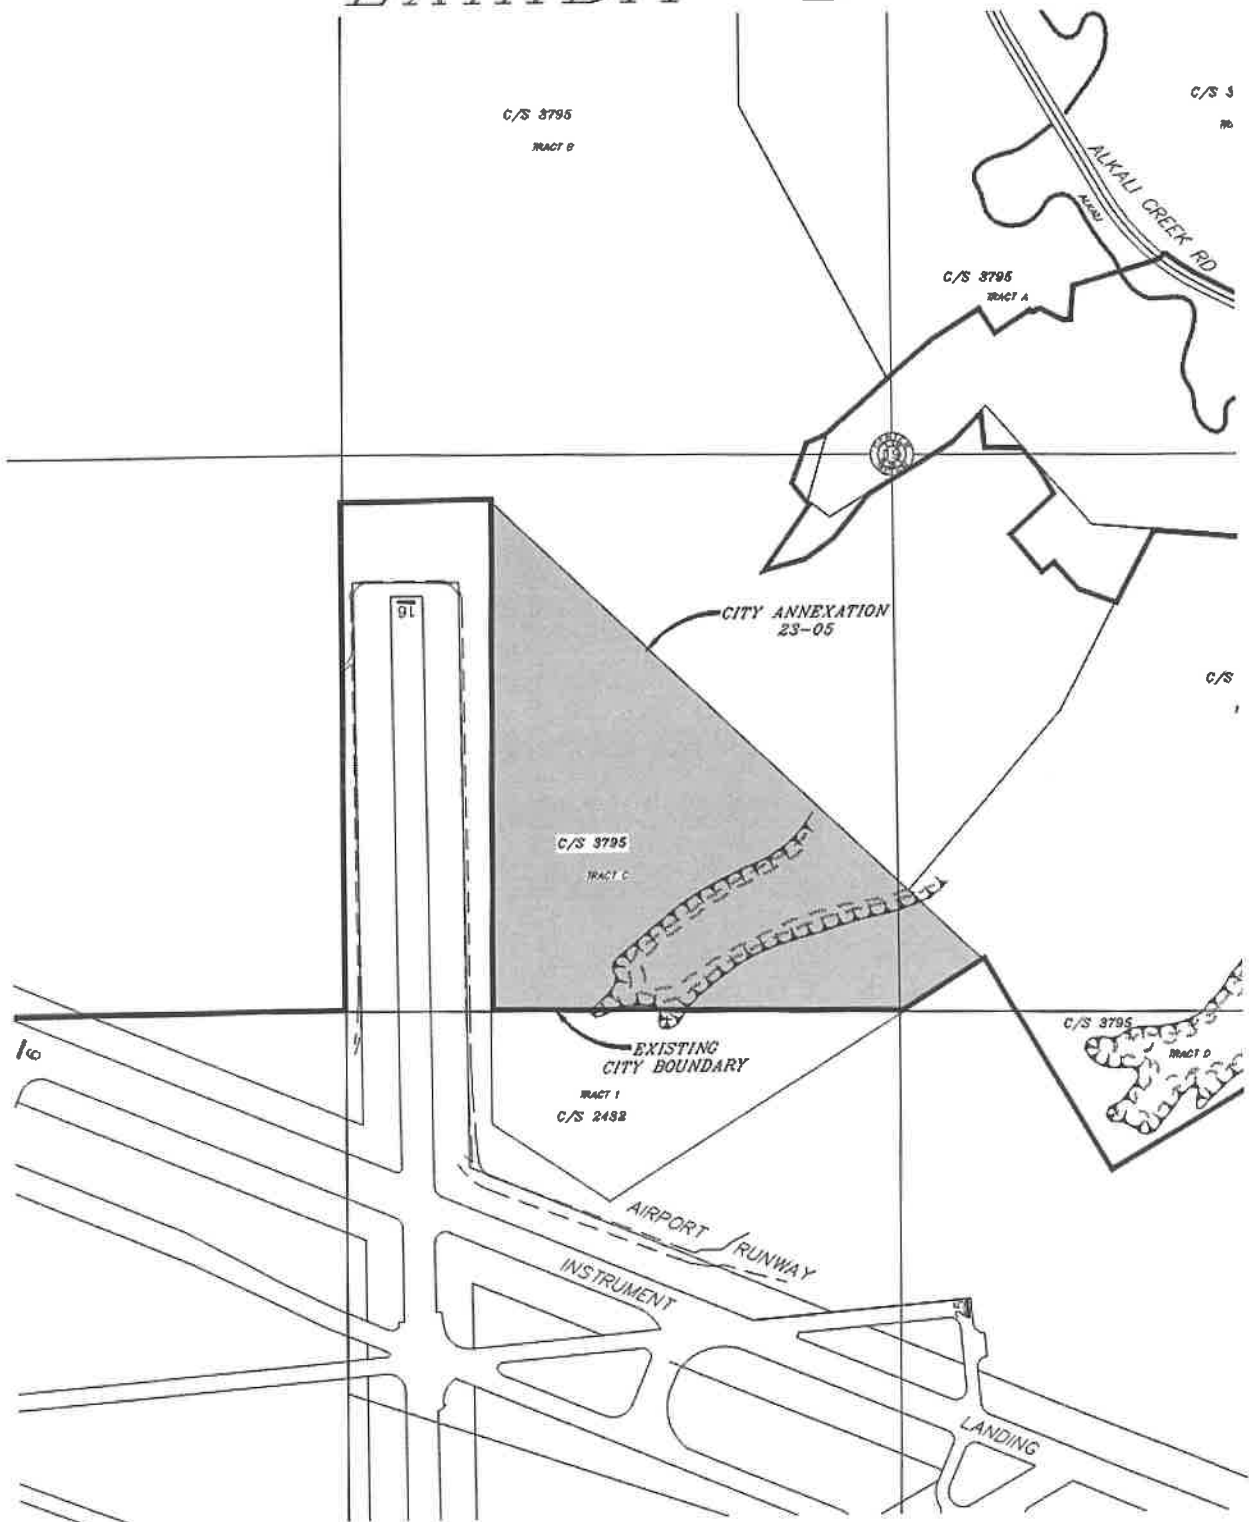 C/S 3795
TRACT B
ALKALI CREEK RD
ALKALI
C/S 3795
TRACT A
16
CITY ANNEXATION
23-05
C/S
C/S 3795
TRACT C
C/S 3795
TRACT D
EXISTING
CITY BOUNDARY
TRACT 1
C/S 2432
AIRPORT RUNWAY
INSTRUMENT
25
LANDING